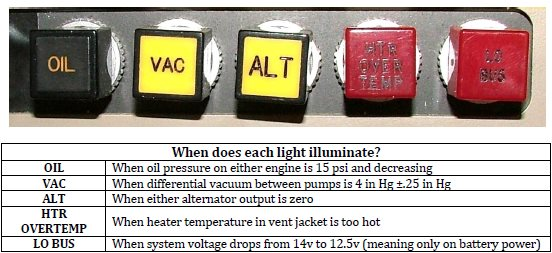 OIL
VAC
ALT
HTR
OVER
TEMP
LO
BUS
When does each light illuminate?
OIL When oil pressure on either engine is 15 psi and decreasing
VAC When differential vacuum between pumps is 4 in Hg ±.25 in Hg
ALT When either alternator output is zero
HTR
OVERTEMP When heater temperature in vent jacket is too hot
LO BUS When system voltage drops from 14v to 12.5v (meaning only on battery power)